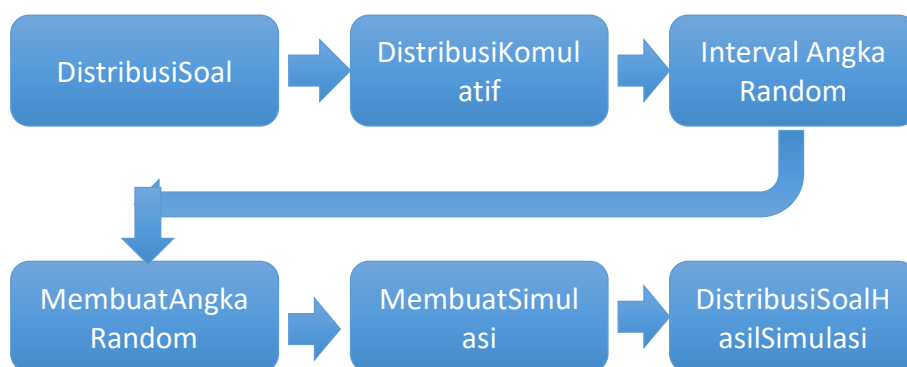 DistribusiSoal
DistribusiKomul
atif
Interval Angka
Random
MembuatAngka
Random
MembuatSimul
asi
DistribusiSoalH
asilSimulasi